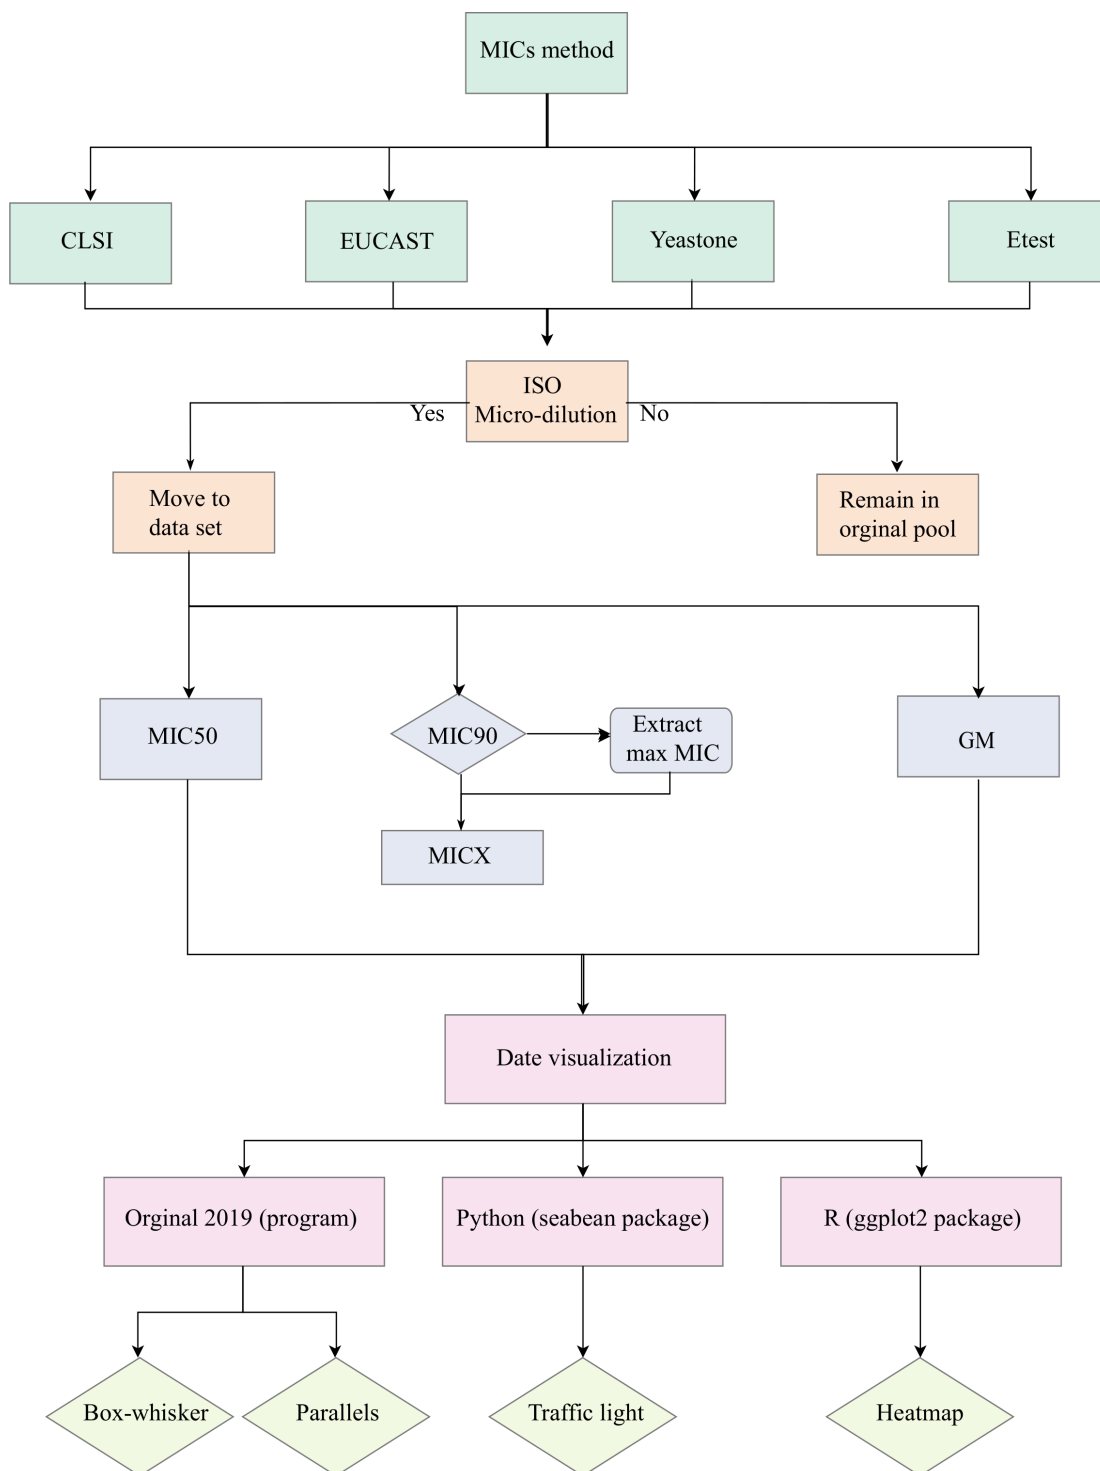 MICs method
CLSI
EUCAST
Yeastone
Etest
ISO
Micro-dilution
Yes
No
Move to
data set
Remain in
orginal pool
MIC50
MIC90
Extract
max MIC
GM
MICX
Date visualization
Orginal 2019 (program)
Python (seabean package)
R (ggplot2 package)
Box-whisker
Parallels
Traffic light
Heatmap